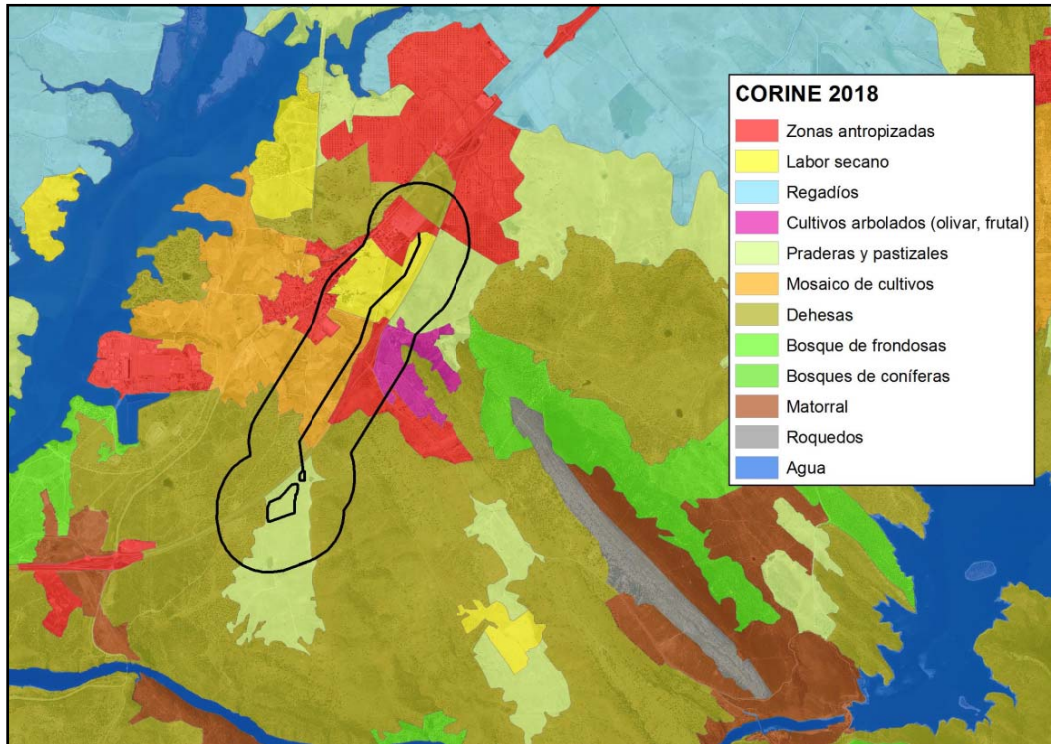 CORINE 2018
Zonas antropizadas
Labor secano
Regadíos
Cultivos arbolados (olivar, frutal)
Praderas y pastizales
Mosaico de cultivos
Dehesas
Bosque de frondosas
Bosques de coníferas
Matorral
Roquedos
Agua